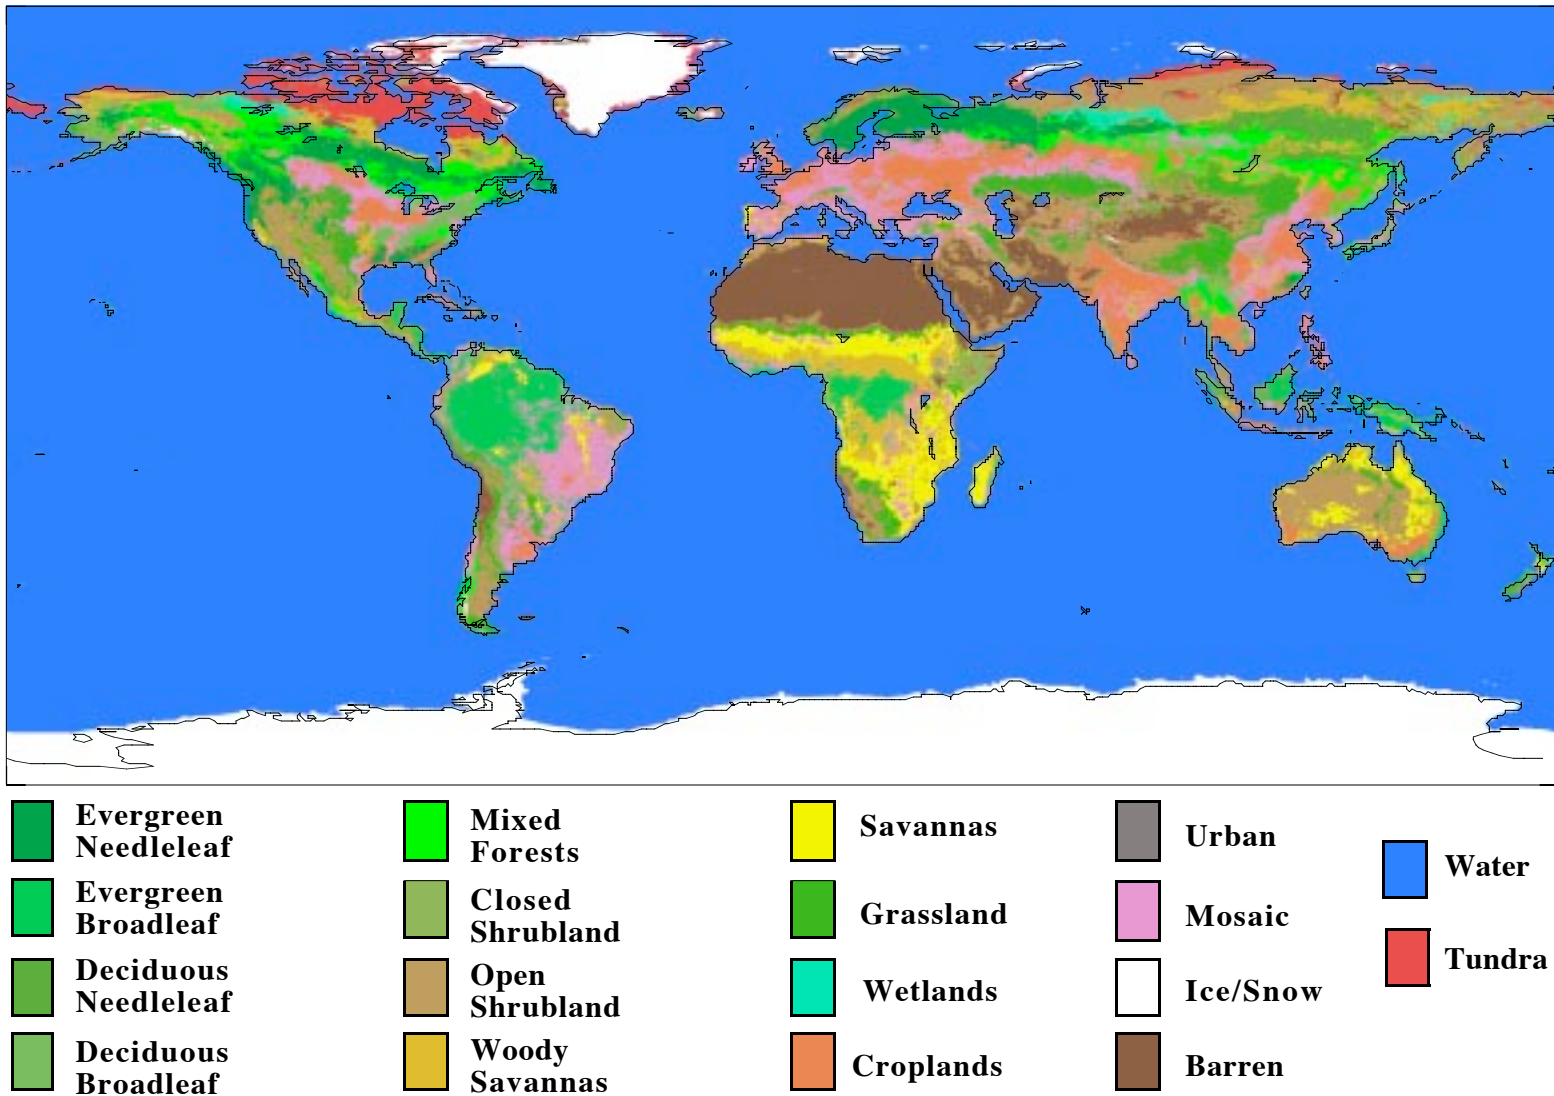 Evergreen
Needleleaf
Evergreen
Broadleaf
Deciduous
Needleleaf
Deciduous
Broadleaf
Mixed
Forests
Closed
Shrubland
Open
Shrubland
Woody
Savannas
Savannas
Grassland
Wetlands
Croplands
Urban
Mosaic
Ice/Snow
Barren
Water
Tundra